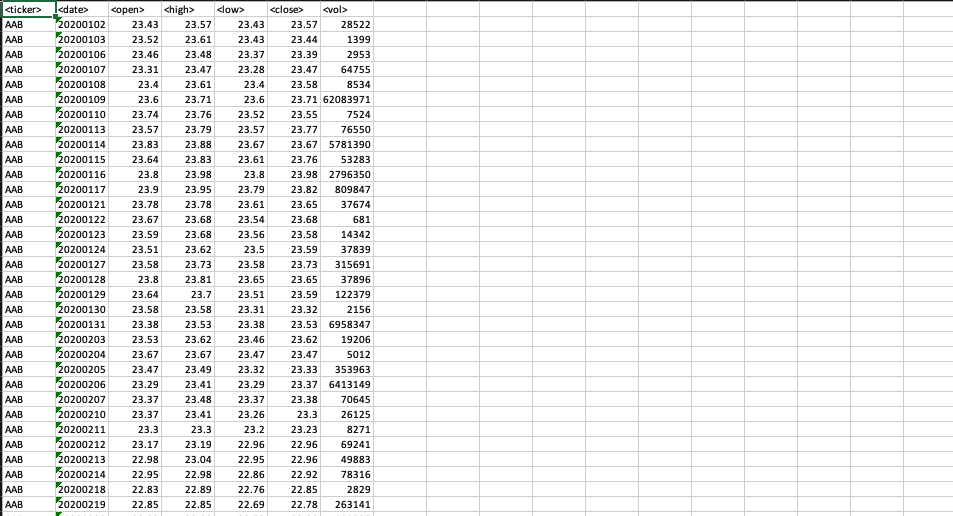 <ticker> <date> <open> <high> <low> <close> <vol>
AAB 20200102 23.43 23.57 23.43 23.57 28522
AAB 20200103 23.52 23.61 23.43 23.44 1399
AAB 20200106 23.46 23.48 23.37 23.39 2953
AAB 20200107 23.31 23.47 23.28 23.47 64755
AAB 20200108 23.4 23.61 23.4 23.58 8534
AAB 20200109 23.6 23.71 23.6 23.71 62083971
AAB 20200110 23.74 23.76 23.52 23.55 7524
AAB 20200113 23.57 23.79 23.57 23.77 76550
AAB 20200114 23.83 23.88 23.67 23.67 5781390
AAB 20200115 23.64 23.83 23.61 23.76 53283
AAB 20200116 23.8 23.98 23.8 23.98 2796350
AAB 20200117 23.9 23.95 23.79 23.82 809847
AAB 20200121 23.78 23.78 23.61 23.65 37674
AAB 20200122 23.67 23.68 23.54 23.68 681
AAB 20200123 23.59 23.68 23.56 23.58 14342
AAB 20200124 23.51 23.62 23.5 23.59 37839
AAB 20200127 23.58 23.73 23.58 23.73 315691
AAB 20200128 23.8 23.81 23.65 23.65 37896
AAB 20200129 23.64 23.7 23.51 23.59 122379
AAB 20200130 23.58 23.58 23.31 23.32 2156
AAB 20200131 23.38 23.53 23.38 23.53 6958347
AAB 20200203 23.53 23.62 23.46 23.62 19206
AAB 20200204 23.67 23.67 23.47 23.47 5012
AAB 20200205 23.47 23.49 23.32 23.33 353963
AAB 20200206 23.29 23.41 23.29 23.37 6413149
AAB 20200207 23.37 23.48 23.37 23.38 70645
AAB 20200210 23.37 23.41 23.26 23.3 26125
AAB 20200211 23.3 23.3 23.2 23.23 8271
AAB 20200212 23.17 23.19 22.96 22.96 69241
AAB 20200213 22.98 23.04 22.95 22.96 49883
AAB 20200214 22.95 22.98 22.86 22.92 78316
AAB 20200218 22.83 22.89 22.76 22.85 2829
AAB 20200219 22.85 22.85 22.69 22.78 263141